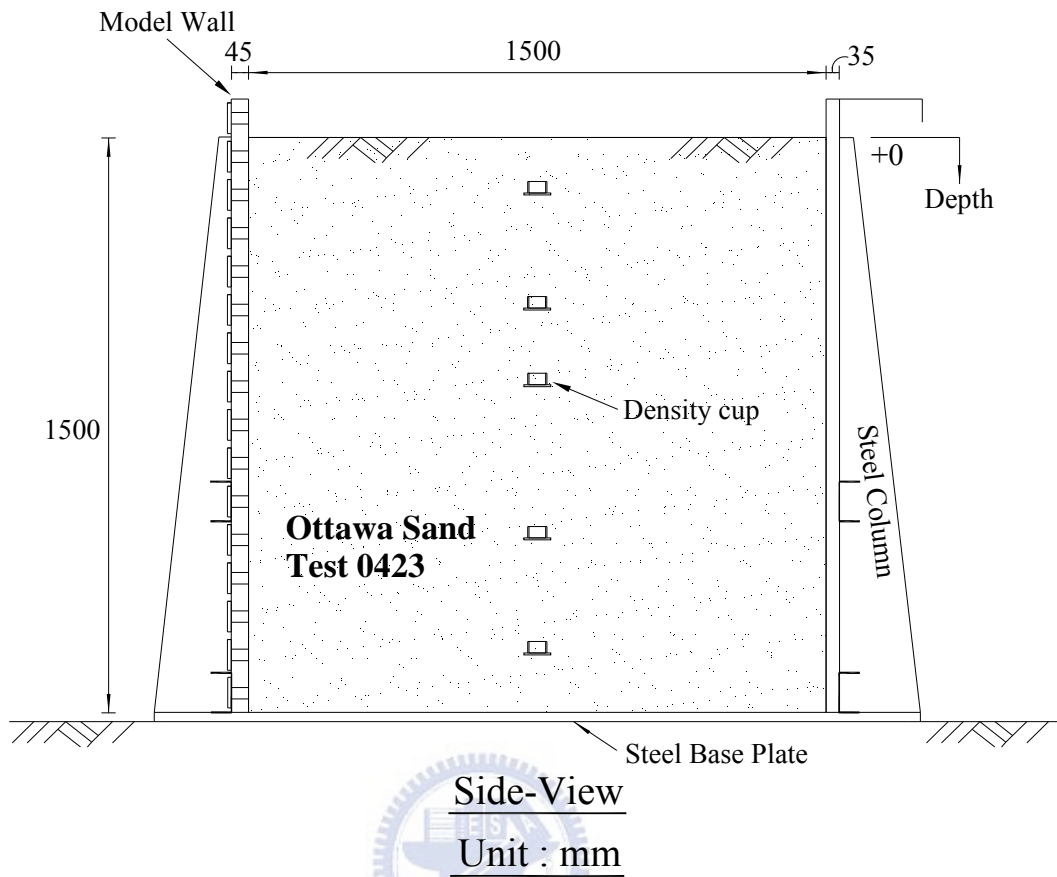 Model Wall
45
1500
35
+0
Depth
1500
Density cup
Steel Column
Ottawa Sand
Test 0423
Steel Base Plate
Side-View
Unit : mm